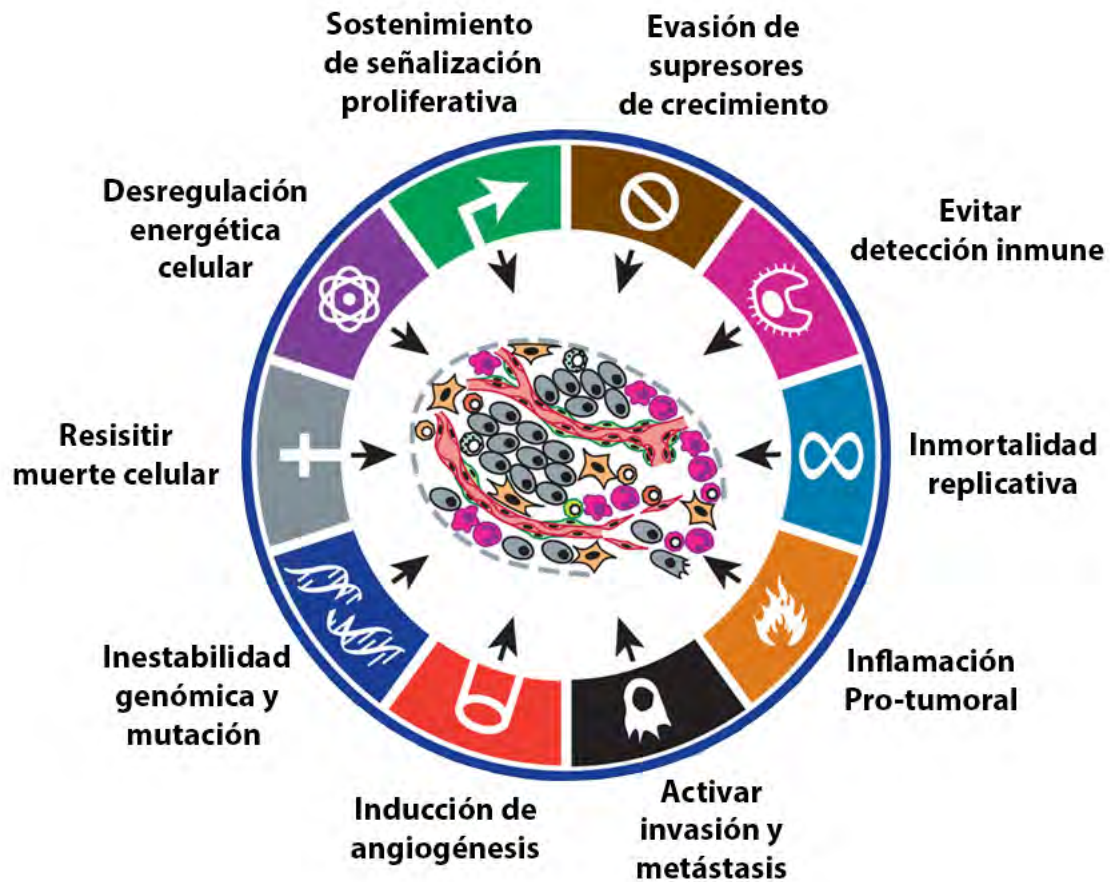 Sostenimiento
de señalización
proliferativa
Evasión de
supresores
de crecimiento
Desregulación
energética
celular
Evitar
detección inmune
Resisitir
muerte celular
Inmortalidad
replicativa
Inestabilidad
genómica y
mutación
Inflamación
Pro-tumoral
Inducción de
angiogénesis
Activar
invasión y
metástasis